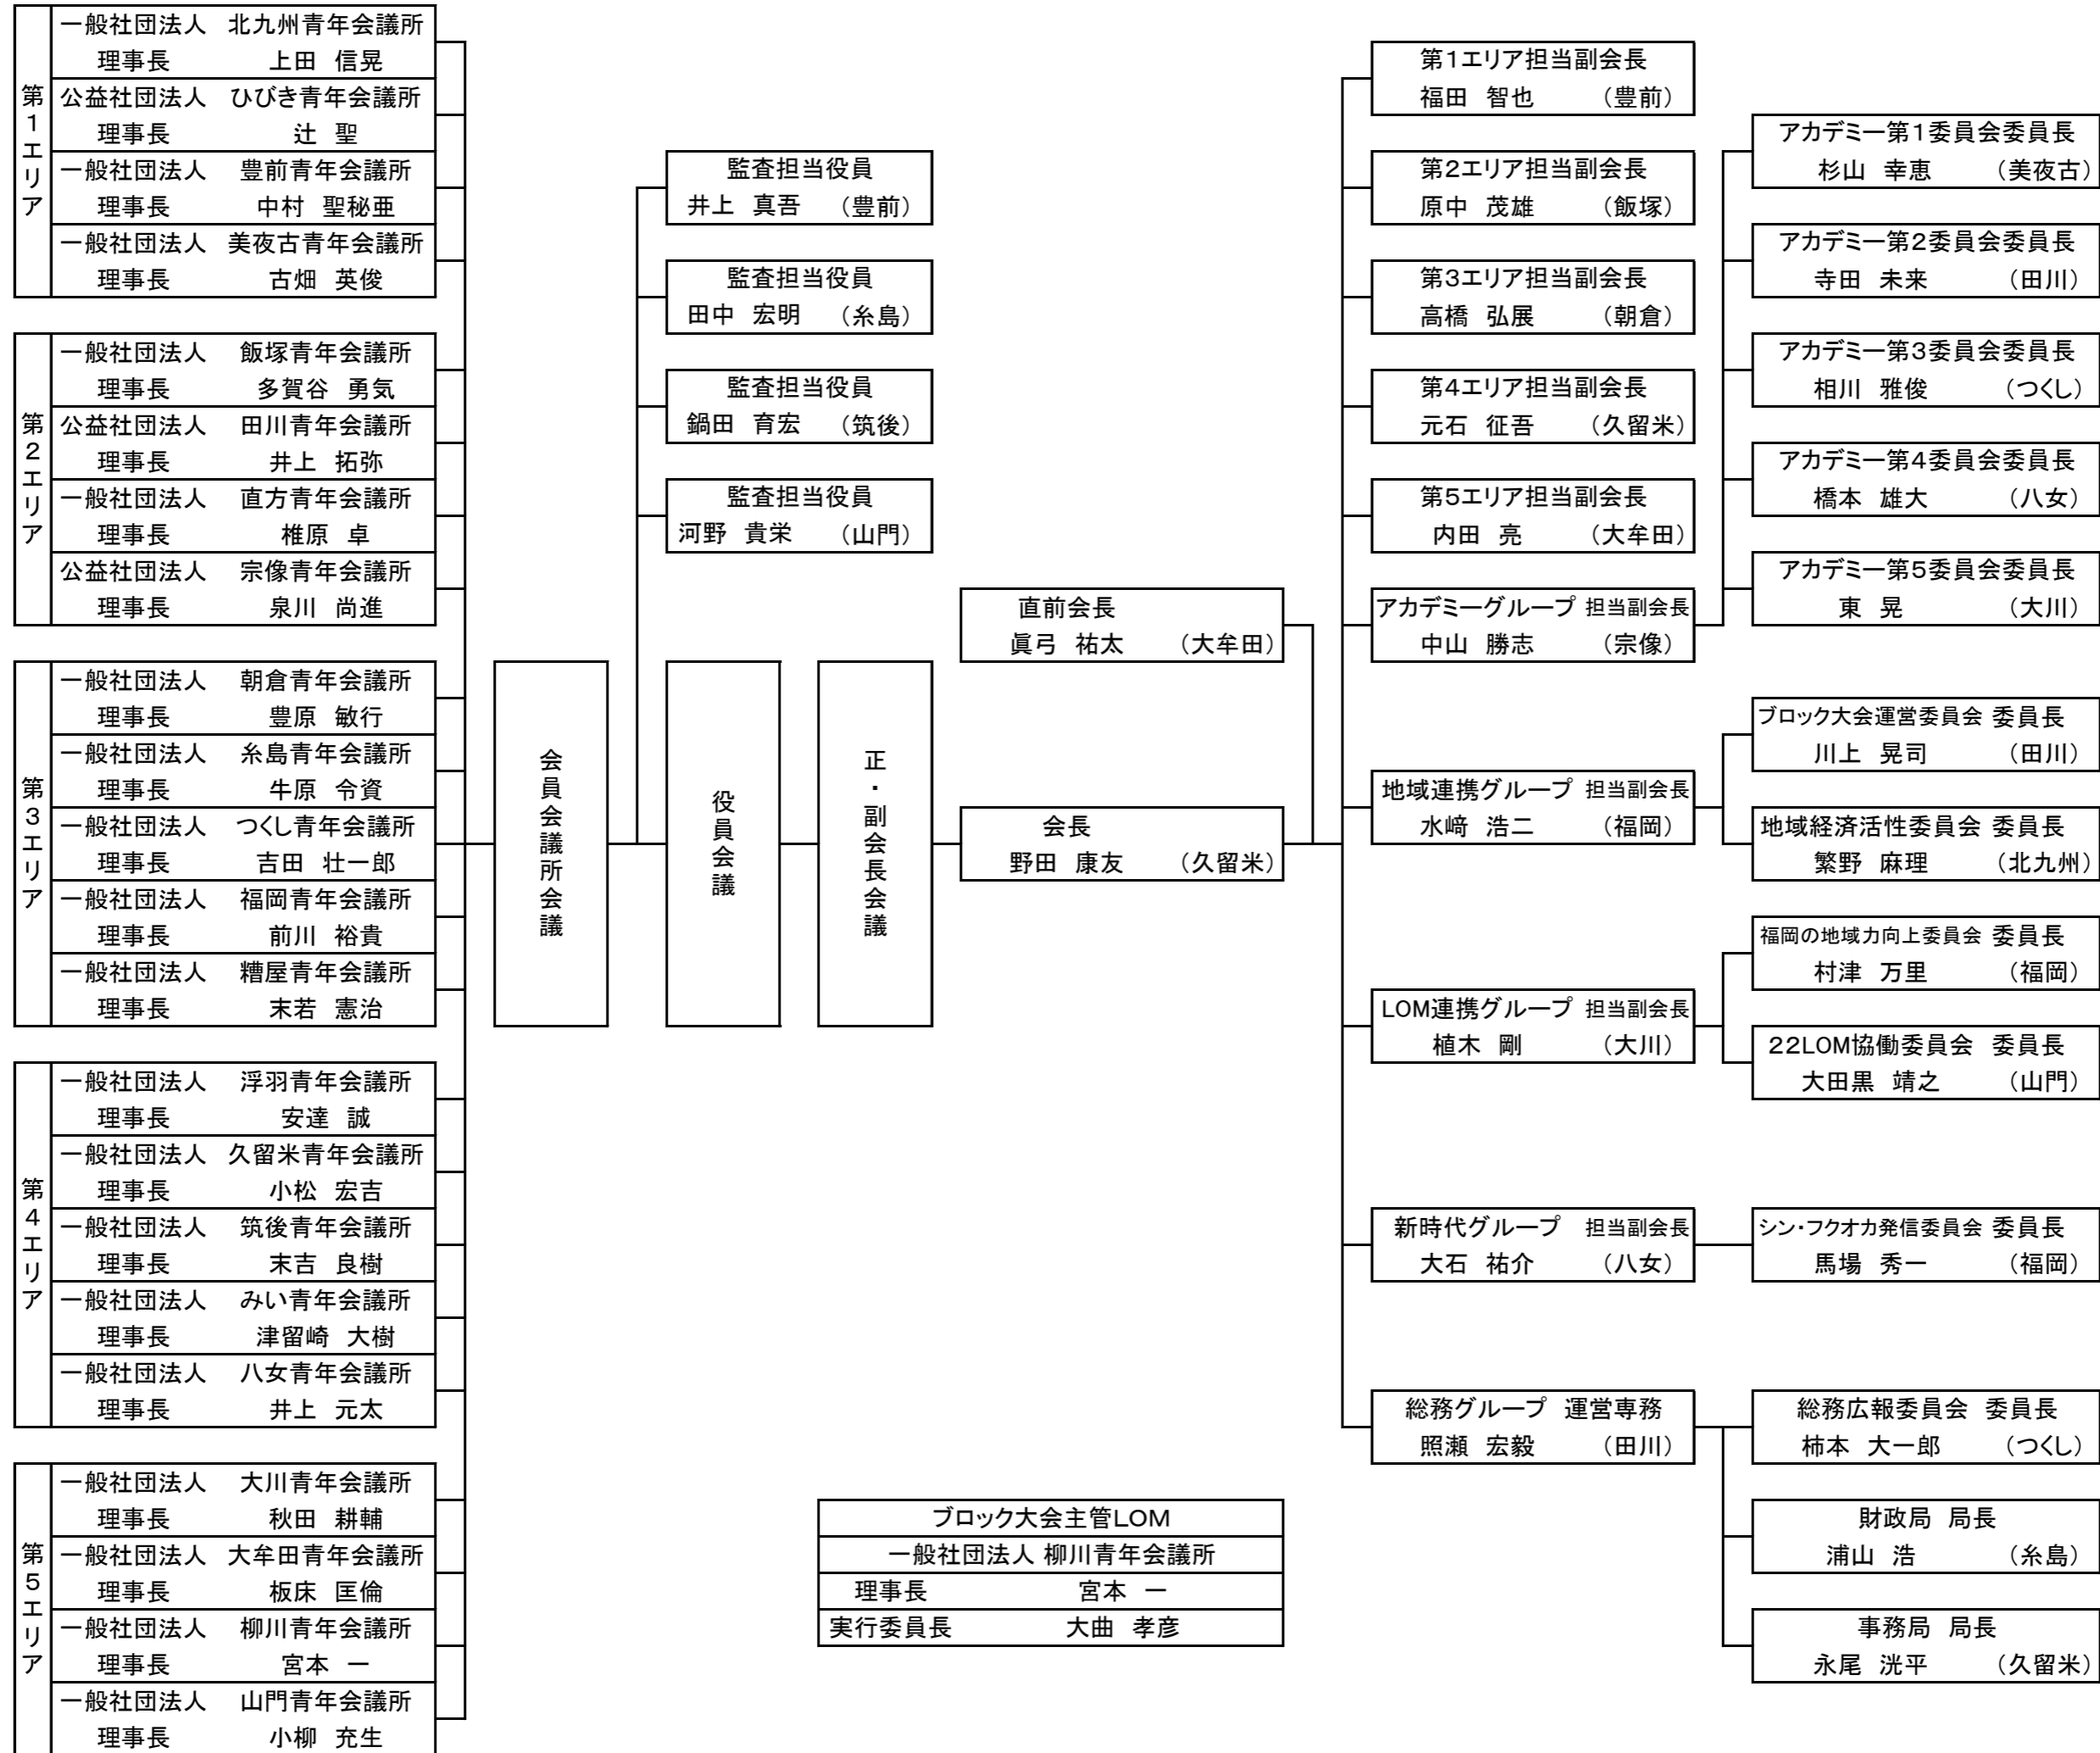 第1エリア
一般社団法人 北九州青年会議所
理事長 上田 信晃
公益社団法人 ひびき青年会議所
理事長 辻 聖
一般社団法人 豊前青年会議所
理事長 中村 聖秘亜
一般社団法人 美夜古青年会議所
理事長 古畑 英俊
第2エリア
一般社団法人 飯塚青年会議所
理事長 多賀谷 勇気
公益社団法人 田川青年会議所
理事長 井上 拓弥
一般社団法人 直方青年会議所
理事長 椎原 卓
公益社団法人 宗像青年会議所
理事長 泉川 尚進
第3エリア
一般社団法人 朝倉青年会議所
理事長 豊原 敏行
一般社団法人 糸島青年会議所
理事長 牛原 令資
一般社団法人 つくし青年会議所
理事長 吉田 壮一郎
一般社団法人 福岡青年会議所
理事長 前川 裕貴
一般社団法人 糟屋青年会議所
理事長 末若 憲治
第4エリア
一般社団法人 浮羽青年会議所
理事長 安達 誠
一般社団法人 久留米青年会議所
理事長 小松 宏吉
一般社団法人 筑後青年会議所
理事長 末吉 良樹
一般社団法人 みい青年会議所
理事長 津留崎 大樹
一般社団法人 八女青年会議所
理事長 井上 元太
第5エリア
一般社団法人 大川青年会議所
理事長 秋田 耕輔
一般社団法人 大牟田青年会議所
理事長 板床 匡倫
一般社団法人 柳川青年会議所
理事長 宮本 一
一般社団法人 山門青年会議所
理事長 小柳 充生
会員会議所会議
監査担当役員
井上 真吾 (豊前)
監査担当役員
田中 宏明 (糸島)
監査担当役員
鍋田 育宏 (筑後)
監査担当役員
河野 貴栄 (山門)
役員会議
正・副会長会議
直前会長
眞弓 祐太 (大牟田)
会長
野田 康友 (久留米)
ブロック大会主管LOM
一般社団法人 柳川青年会議所
理事長 宮本 一
実行委員長 大曲 孝彦
第1エリア担当副会長
福田 智也 (豊前)
第2エリア担当副会長
原中 茂雄 (飯塚)
第3エリア担当副会長
高橋 弘展 (朝倉)
第4エリア担当副会長
元石 征吾 (久留米)
第5エリア担当副会長
内田 亮 (大牟田)
アカデミーグループ 担当副会長
中山 勝志 (宗像)
地域連携グループ 担当副会長
水﨑 浩二 (福岡)
LOM連携グループ 担当副会長
植木 剛 (大川)
新時代グループ 担当副会長
大石 祐介 (八女)
総務グループ 運営専務
照瀬 宏毅 (田川)
アカデミー第1委員会委員長
杉山 幸恵 (美夜古)
アカデミー第2委員会委員長
寺田 未来 (田川)
アカデミー第3委員会委員長
相川 雅俊 (つくし)
アカデミー第4委員会委員長
橋本 雄大 (八女)
アカデミー第5委員会委員長
東 晃 (大川)
ブロック大会運営委員会 委員長
川上 晃司 (田川)
地域経済活性委員会 委員長
繁野 麻理 (北九州)
福岡の地域力向上委員会 委員長
村津 万里 (福岡)
22LOM協働委員会 委員長
大田黒 靖之 (山門)
シン・フクオカ発信委員会 委員長
馬場 秀一 (福岡)
総務広報委員会 委員長
柿本 大一郎 (つくし)
財政局 局長
浦山 浩 (糸島)
事務局 局長
永尾 洸平 (久留米)